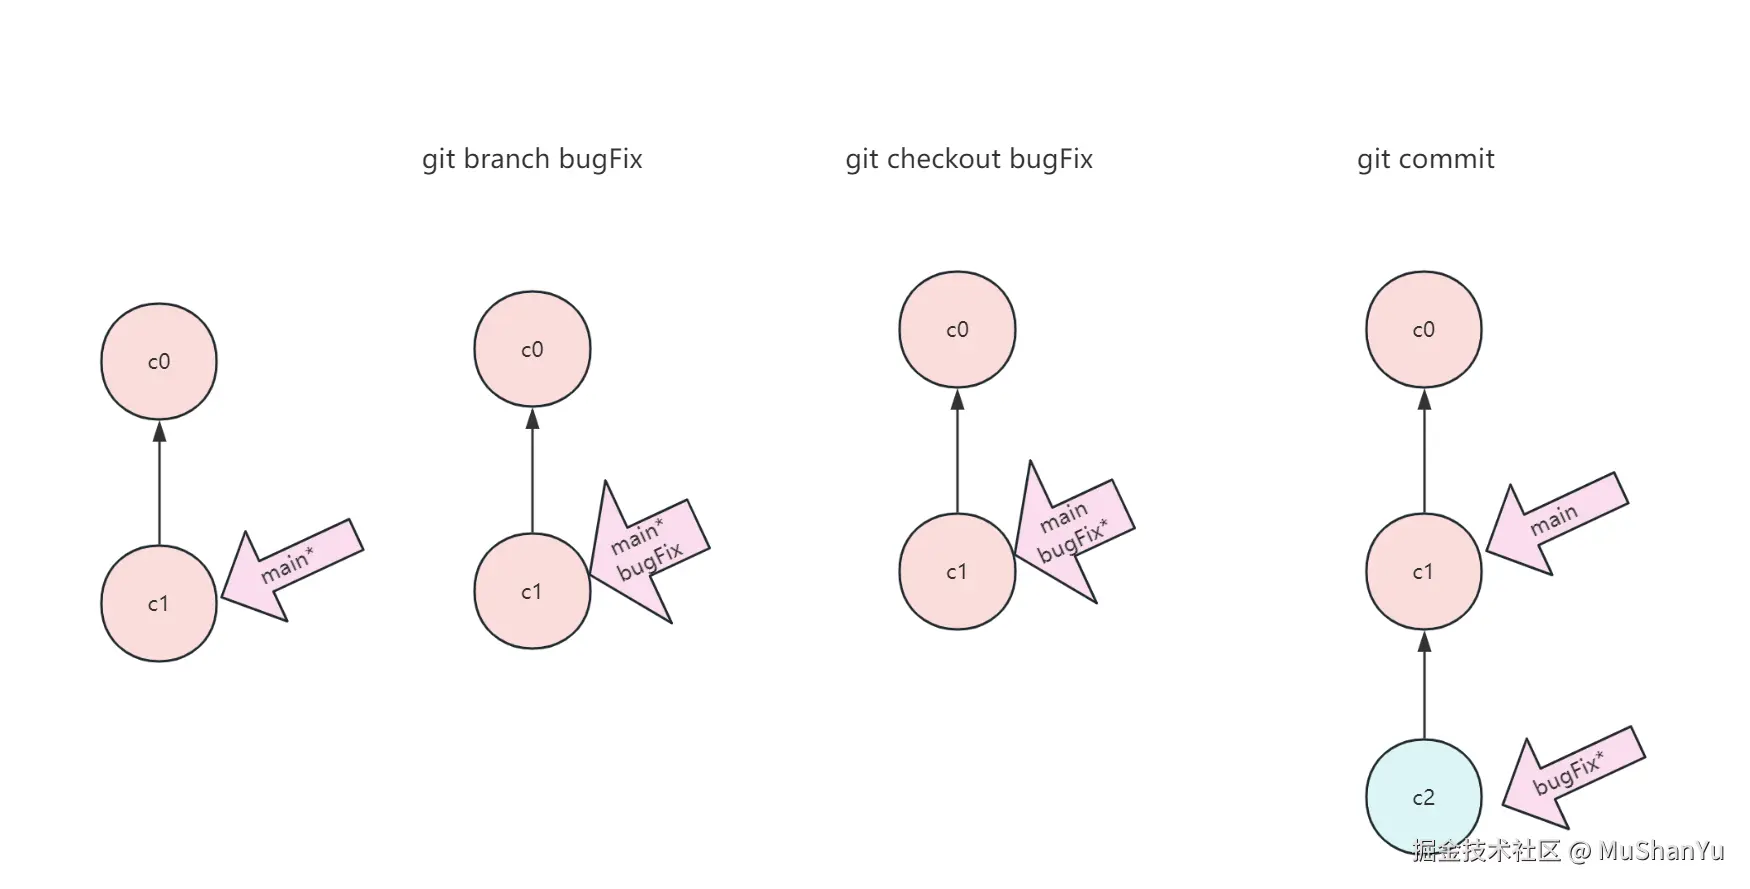 git branch bugFix
git checkout bugFix
git commit
c0
c1
main*
c0
c1
main*
bugFix
c0
c1
main
bugFix*
c0
c1
main
c2
bugFix*
掘金技术社区 @ MuShanYu